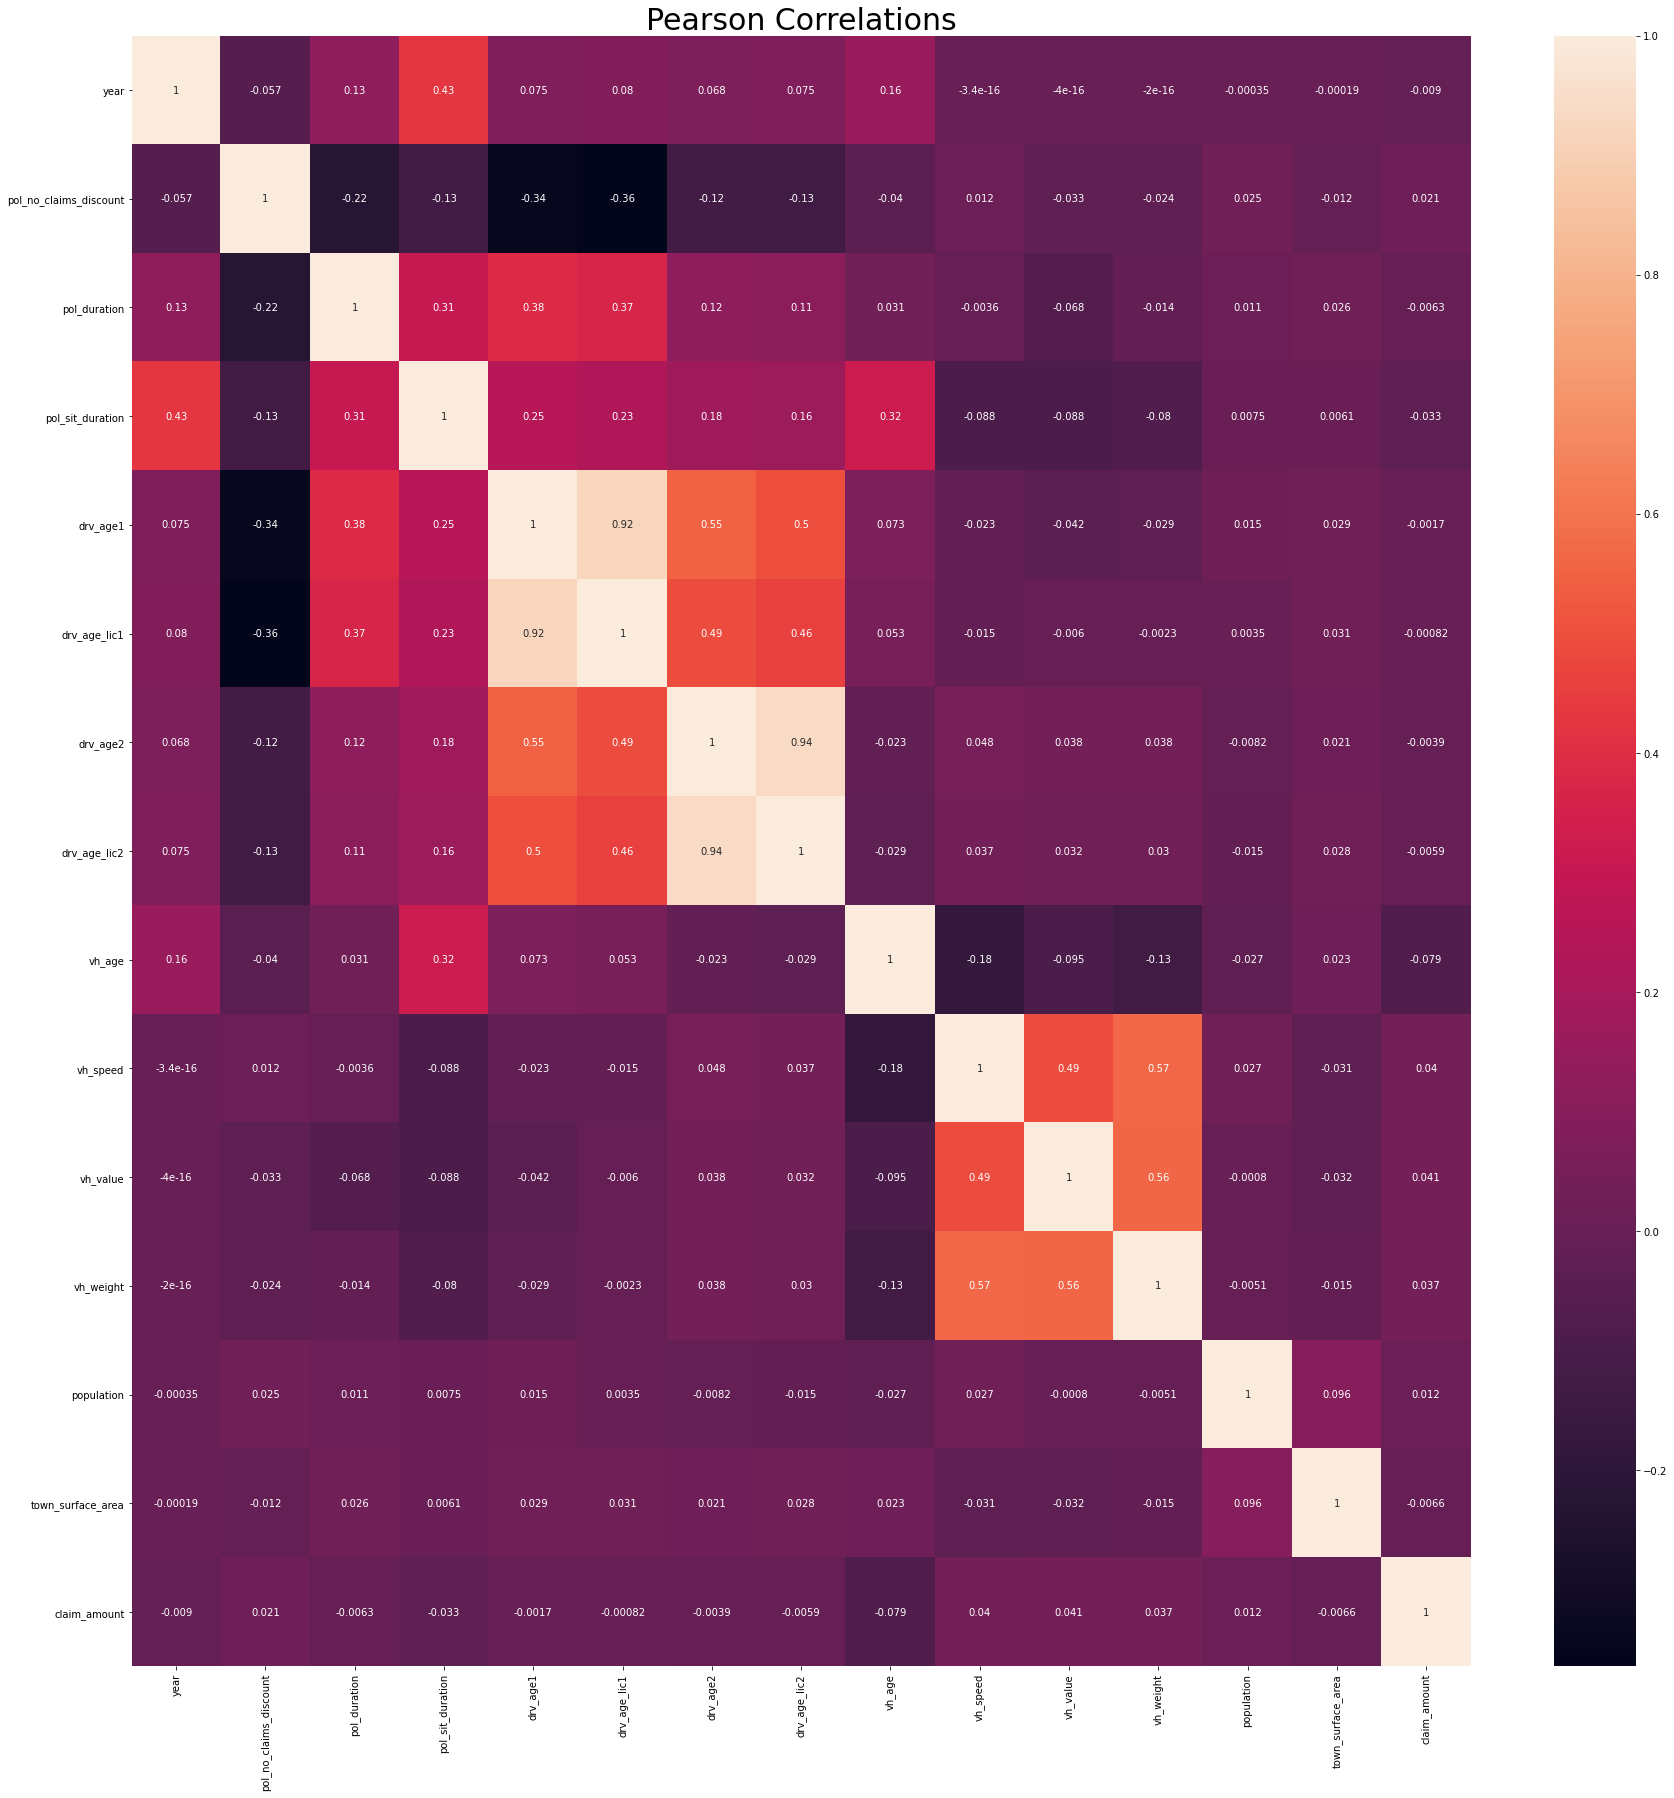 Pearson Correlations
year 1 -0.057 0.13 0.43 0.075 0.08 0.068 0.075 0.16 -3.4e-16 -4e-16 -2e-16 -0.00035 -0.00019 -0.009
pol_no_claims_discount -0.057 1 -0.22 -0.13 -0.34 -0.36 -0.12 -0.13 -0.04 0.012 -0.033 -0.024 0.025 -0.012 0.021
pol_duration 0.13 -0.22 1 0.31 0.38 0.37 0.12 0.11 0.031 -0.0036 -0.068 -0.014 0.011 0.026 -0.0063
pol_sit_duration 0.43 -0.13 0.31 1 0.25 0.23 0.18 0.16 0.32 -0.088 -0.088 -0.08 0.0075 0.0061 -0.033
drv_age1 0.075 -0.34 0.38 0.25 1 0.92 0.55 0.5 0.073 -0.023 -0.042 -0.029 0.015 0.029 -0.0017
drv_age_lic1 0.08 -0.36 0.37 0.23 0.92 1 0.49 0.46 0.053 -0.015 -0.006 -0.0023 0.0035 0.031 -0.00082
drv_age2 0.068 -0.12 0.12 0.18 0.55 0.49 1 0.94 -0.023 0.048 0.038 0.038 -0.0082 0.021 -0.0039
drv_age_lic2 0.075 -0.13 0.11 0.16 0.5 0.46 0.94 1 -0.029 0.037 0.032 0.03 -0.015 0.028 -0.0059
vh_age 0.16 -0.04 0.031 0.32 0.073 0.053 -0.023 -0.029 1 -0.18 -0.095 -0.13 -0.027 0.023 -0.079
vh_speed -3.4e-16 0.012 -0.0036 -0.088 -0.023 -0.015 0.048 0.037 -0.18 1 0.49 0.57 0.027 -0.031 0.04
vh_value -4e-16 -0.033 -0.068 -0.088 -0.042 -0.006 0.038 0.032 -0.095 0.49 1 0.56 -0.0008 -0.032 0.041
vh_weight -2e-16 -0.024 -0.014 -0.08 -0.029 -0.0023 0.038 0.03 -0.13 0.57 0.56 1 -0.0051 -0.015 0.037
population -0.00035 0.025 0.011 0.0075 0.015 0.0035 -0.0082 -0.015 -0.027 0.027 -0.0008 -0.0051 1 0.096 0.012
town_surface_area -0.00019 -0.012 0.026 0.0061 0.029 0.031 0.021 0.028 0.023 -0.031 -0.032 -0.015 0.096 1 -0.0066
claim_amount -0.009 0.021 -0.0063 -0.033 -0.0017 -0.00082 -0.0039 -0.0059 -0.079 0.04 0.041 0.037 0.012 -0.0066 1
year
pol_no_claims_discount
pol_duration
pol_sit_duration
drv_age1
drv_age_lic1
drv_age2
drv_age_lic2
vh_age
vh_speed
vh_value
vh_weight
population
town_surface_area
claim_amount
1.0
0.8
0.6
0.4
0.2
0.0
−0.2